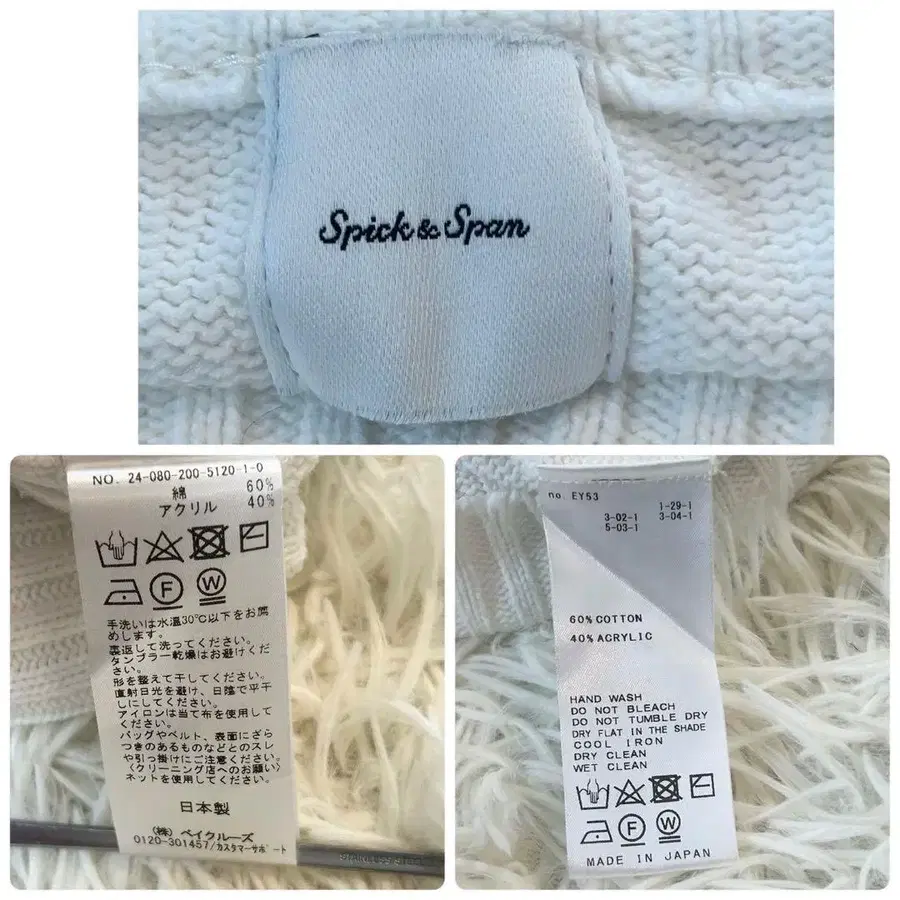 Spick & Span
NO. 24-080-200-5120-1-0
綿 60%
アクリル 40%
F W
手洗いは水温30℃以下をお薦
めします。
裏返して洗ってください。
タンブラー乾燥はお避けくだ
さい。
形を整えて干してください。
直射日光を避け、日陰で平干
しにしてください。
アイロンは当て布を使用して
ください。
バッグやベルト、表面にざら
つきのあるものなどとのスレ
や引っ掛けにご注意ください。
〈クリーニング店へのお願い〉
ネットを使用してください。
日本製
(株) ベイクルーズ
0120-301457/カスタマーサポート
STAINLESS STEEL
no. EY53
1-29-1
3-02-1 3-04-1
5-03-1
60% COTTON
40% ACRYLIC
HAND WASH
DO NOT BLEACH
DO NOT TUMBLE DRY
DRY FLAT IN THE SHADE
COOL IRON
DRY CLEAN
WET CLEAN
F W
MADE IN JAPAN